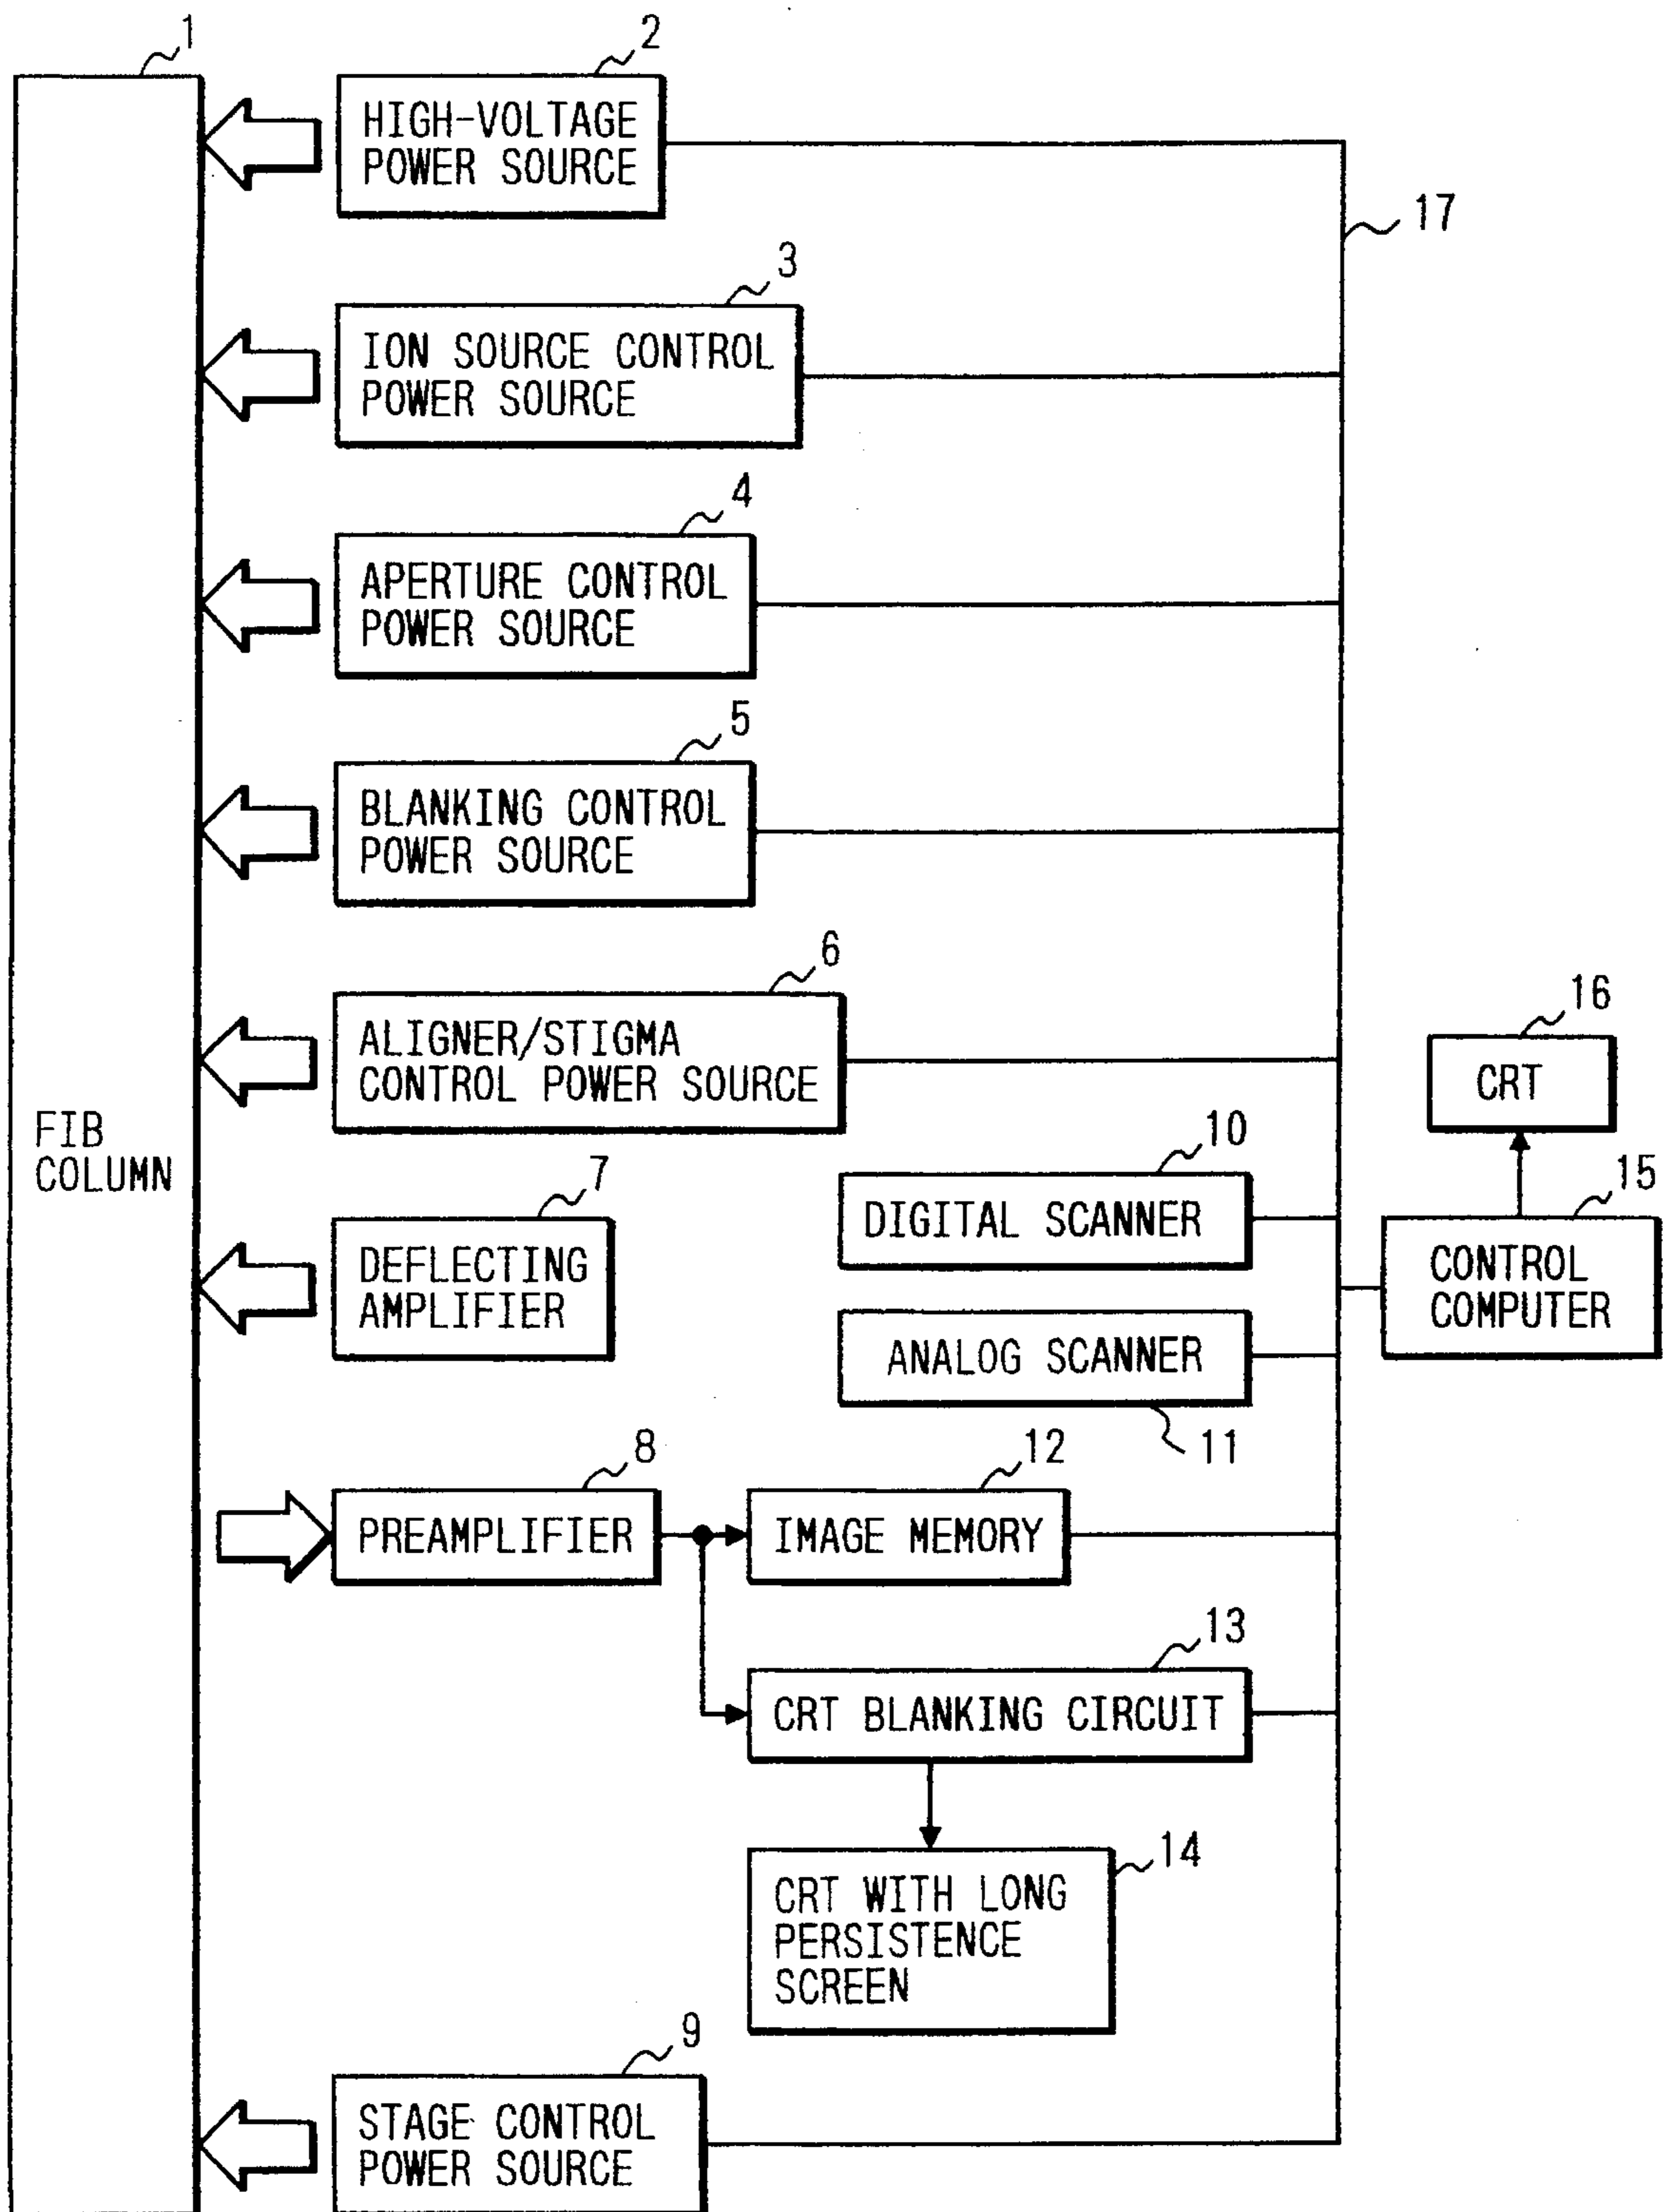 1
2
HIGH-VOLTAGE
POWER SOURCE
17
3
ION SOURCE CONTROL
POWER SOURCE
4
APERTURE CONTROL
POWER SOURCE
5
BLANKING CONTROL
POWER SOURCE
6
ALIGNER/STIGMA
CONTROL POWER SOURCE
16
CRT
FIB
COLUMN
7
DEFLECTING
AMPLIFIER
10
DIGITAL SCANNER
15
CONTROL
COMPUTER
ANALOG SCANNER
11
8
PREAMPLIFIER
12
IMAGE MEMORY
13
CRT BLANKING CIRCUIT
14
CRT WITH LONG
PERSISTENCE
SCREEN
9
STAGE CONTROL
POWER SOURCE